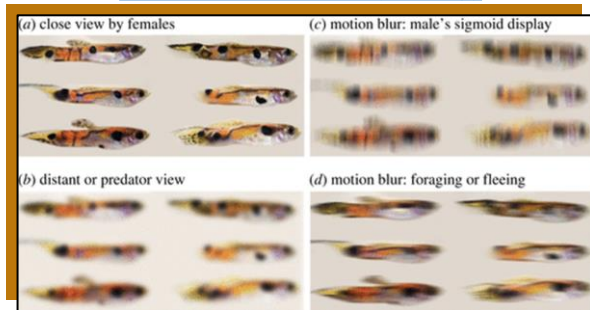 (a) close view by females
(c) motion blur: male's sigmoid display
(b) distant or predator view
(d) motion blur: foraging or fleeing